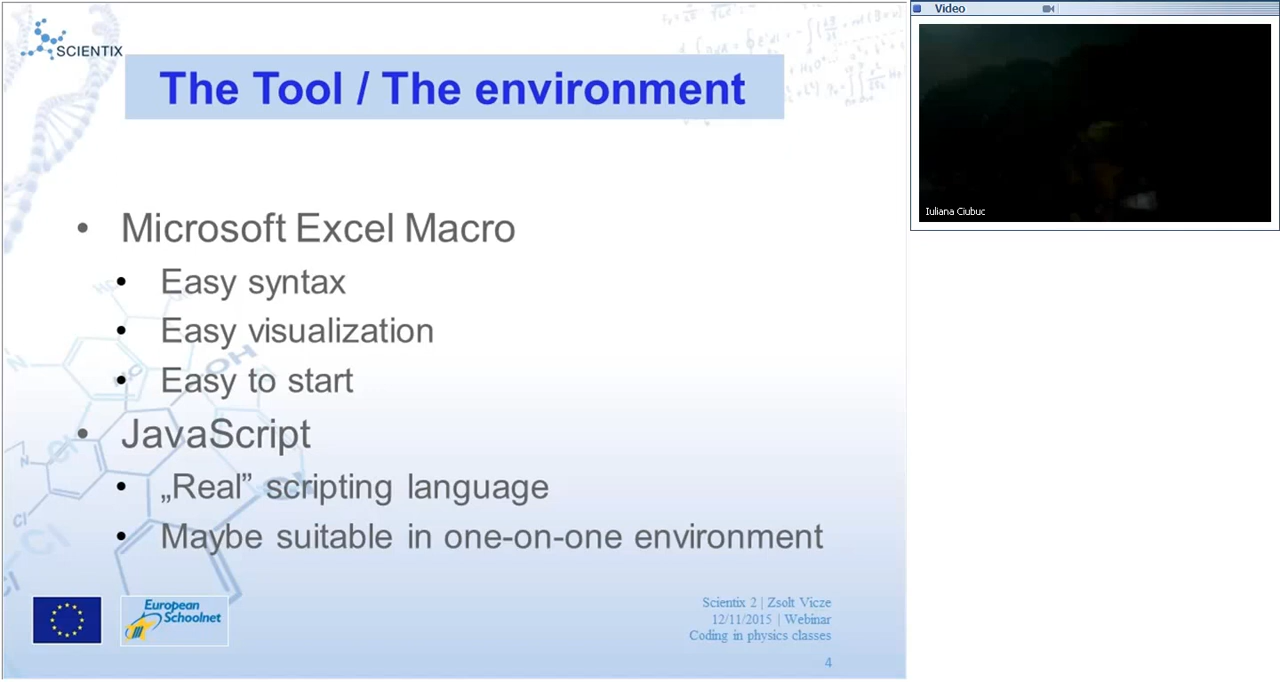 SCIENTIX
The Tool / The environment
• Microsoft Excel Macro
• Easy syntax
• Easy visualization
• Easy to start
• JavaScript
• „Real” scripting language
• Maybe suitable in one-on-one environment
European
Schoolnet
Scientix 2 | Zsolt Vicze
12/11/2015 | Webinar
Coding in physics classes
4
Video
Iuliana Ciubuc